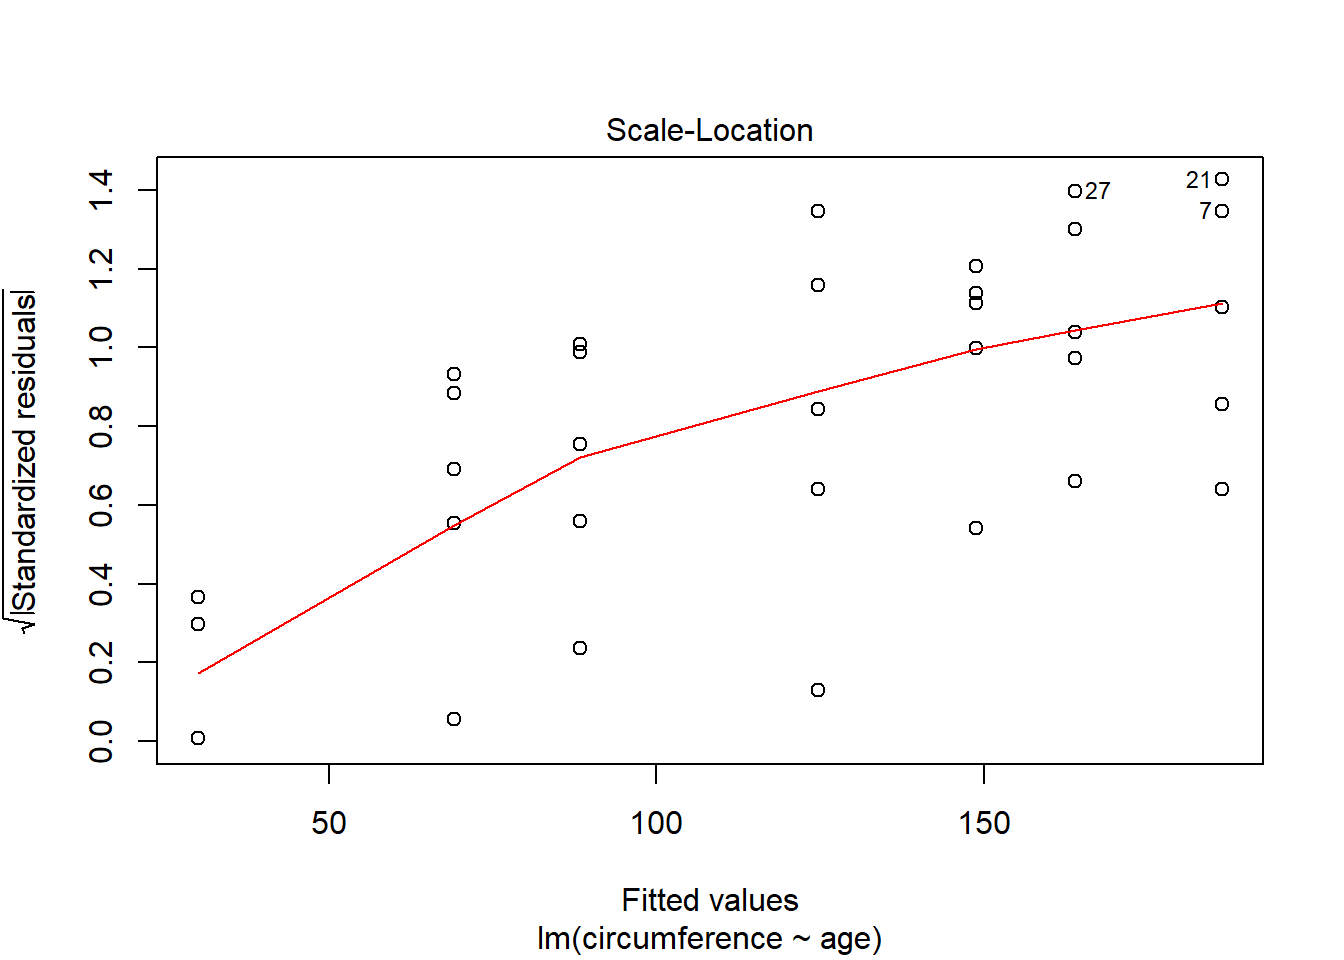 Scale-Location
√|Standardized residuals|
1.4
1.2
1.0
0.8
0.6
0.4
0.2
0.0
27
21
7
50 100 150
Fitted values
lm(circumference ~ age)